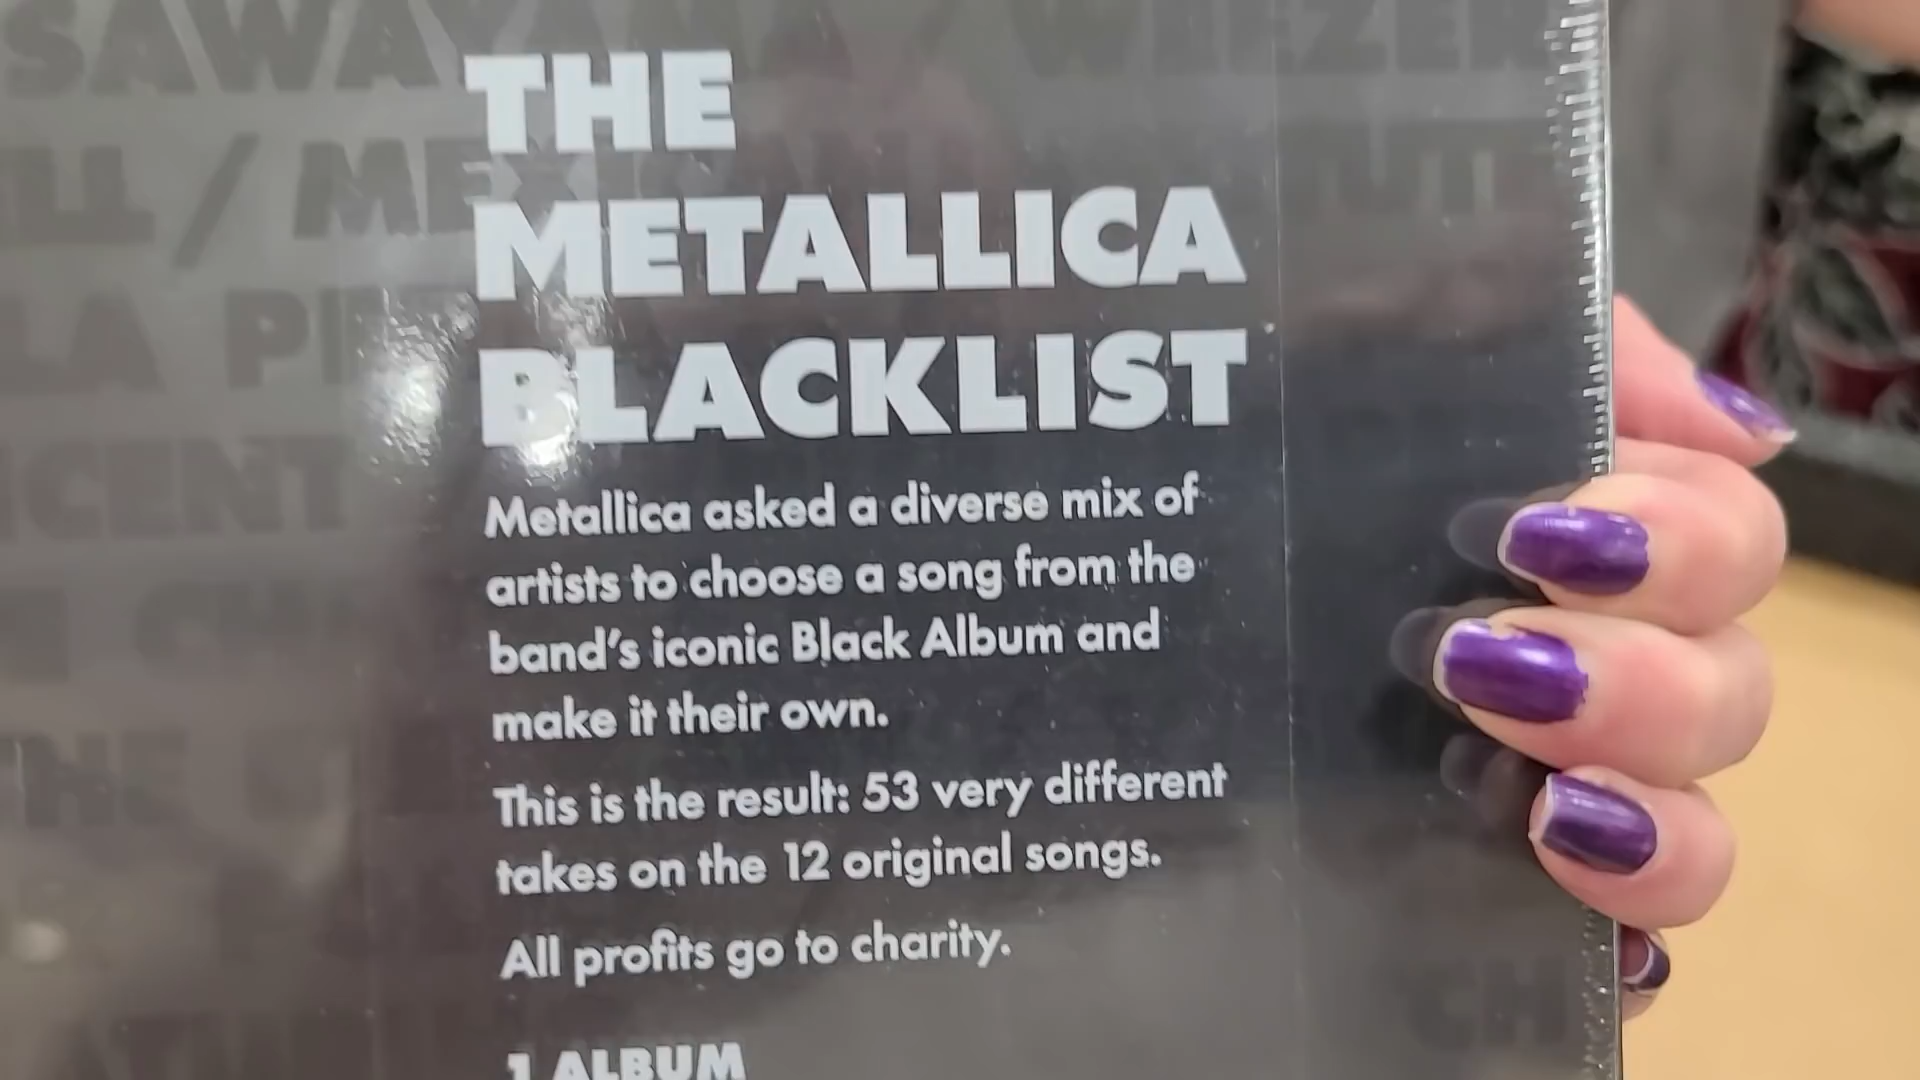 SAWAYAMA / WEEZER
THE
METALLICA
BLACKLIST
Metallica asked a diverse mix of
artists to choose a song from the
band's iconic Black Album and
make it their own.
This is the result: 53 very different
takes on the 12 original songs.
All profits go to charity.
1 ALBUM